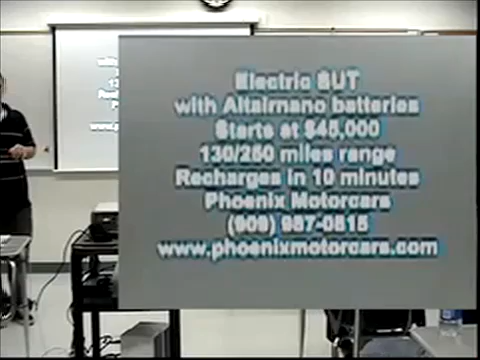 Electric SUT
with Altairnano batteries
Starts at $45,000
130/250 miles range
Recharges in 10 minutes
Phoenix Motorcars
(909) 987-0815
www.phoenixmotorcars.com